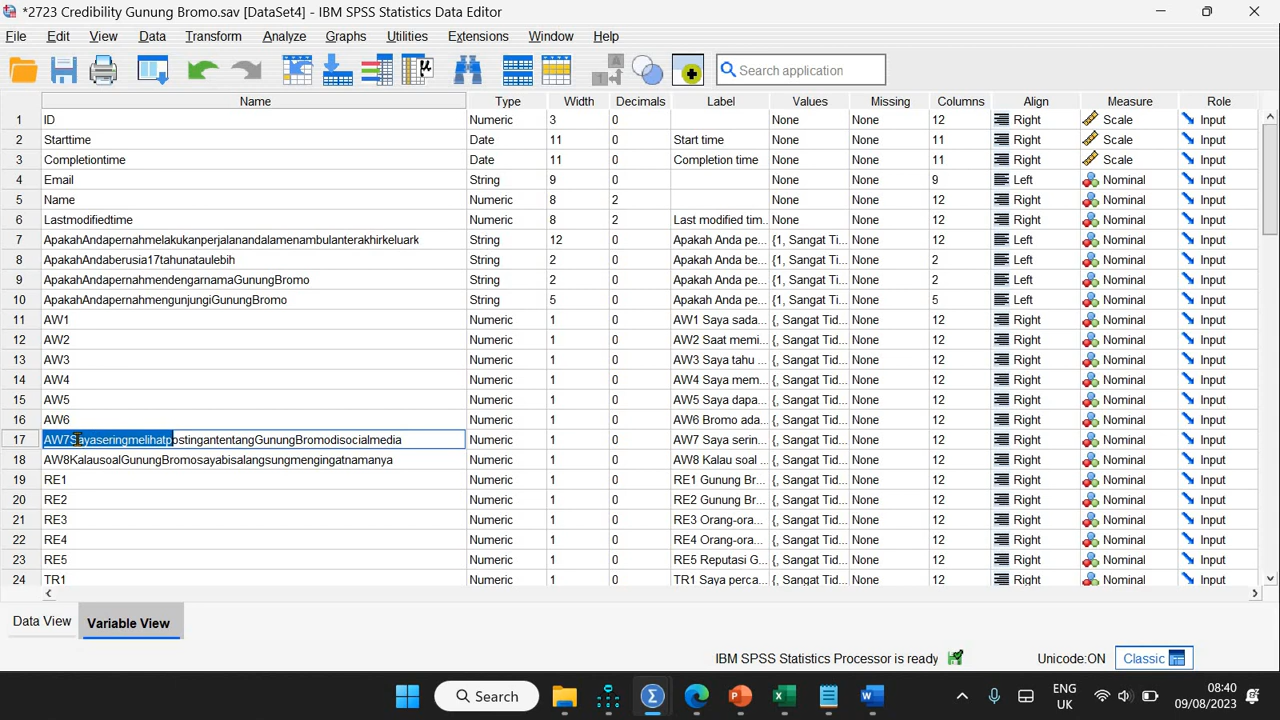 *2723 Credibility Gunung Bromo.sav [DataSet4] - IBM SPSS Statistics Data Editor
File Edit View Data Transform Analyze Graphs Utilities Extensions Window Help
Search application
Name Type Width Decimals Label Values Missing Columns Align Measure Role
1 ID Numeric 3 0 None None 12 Right Scale Input
2 Starttime Date 11 0 Start time None None 11 Right Scale Input
3 Completiontime Date 11 0 Completion time None None 11 Right Scale Input
4 Email String 9 0 None None 9 Left Nominal Input
5 Name Numeric 8 2 None None 12 Right Nominal Input
6 Lastmodifiedtime Numeric 8 2 Last modified tim... None None 12 Right Nominal Input
7 ApakahAndapernahmelakukanperjalanandalamenambulanterakhirkeluark String 12 0 Apakah Anda pe... {1, Sangat Ti... None 12 Left Nominal Input
8 ApakahAndaberusia17tahunataulebih String 2 0 Apakah Anda be... {1, Sangat Ti... None 2 Left Nominal Input
9 ApakahAndapernahmendengarnamaGunungBromo String 2 0 Apakah Anda pe... {1, Sangat Ti... None 2 Left Nominal Input
10 ApakahAndapernahmengunjungiGunungBromo String 5 0 Apakah Anda pe... {1, Sangat Ti... None 5 Left Nominal Input
11 AW1 Numeric 1 0 AW1 Saya sada... {, Sangat Tid... None 12 Right Nominal Input
12 AW2 Numeric 1 0 AW2 Saat memi... {, Sangat Tid... None 12 Right Nominal Input
13 AW3 Numeric 1 0 AW3 Saya tahu ... {, Sangat Tid... None 12 Right Nominal Input
14 AW4 Numeric 1 0 AW4 Saya mem... {, Sangat Tid... None 12 Right Nominal Input
15 AW5 Numeric 1 0 AW5 Saya dapa... {, Sangat Tid... None 12 Right Nominal Input
16 AW6 Numeric 1 0 AW6 Bromo ada... {, Sangat Tid... None 12 Right Nominal Input
17 AW7SayaseringmelihatpostingantentangGunungBromodisocialmedia Numeric 1 0 AW7 Saya serin... {, Sangat Tid... None 12 Right Nominal Input
18 AW8KalausoalGunungBromosayabisalangsungmengingatnamanya Numeric 1 0 AW8 Kalau soal ... {, Sangat Tid... None 12 Right Nominal Input
19 RE1 Numeric 1 0 RE1 Gunung Br... {, Sangat Tid... None 12 Right Nominal Input
20 RE2 Numeric 1 0 RE2 Gunung Br... {, Sangat Tid... None 12 Right Nominal Input
21 RE3 Numeric 1 0 RE3 Orang-ora... {, Sangat Tid... None 12 Right Nominal Input
22 RE4 Numeric 1 0 RE4 Orang-ora... {, Sangat Tid... None 12 Right Nominal Input
23 RE5 Numeric 1 0 RE5 Reputasi G... {, Sangat Tid... None 12 Right Nominal Input
24 TR1 Numeric 1 0 TR1 Saya perca... {, Sangat Tid... None 12 Right Nominal Input
Data View Variable View
IBM SPSS Statistics Processor is ready Unicode:ON Classic
Search ENG 08:40
UK 09/08/2023